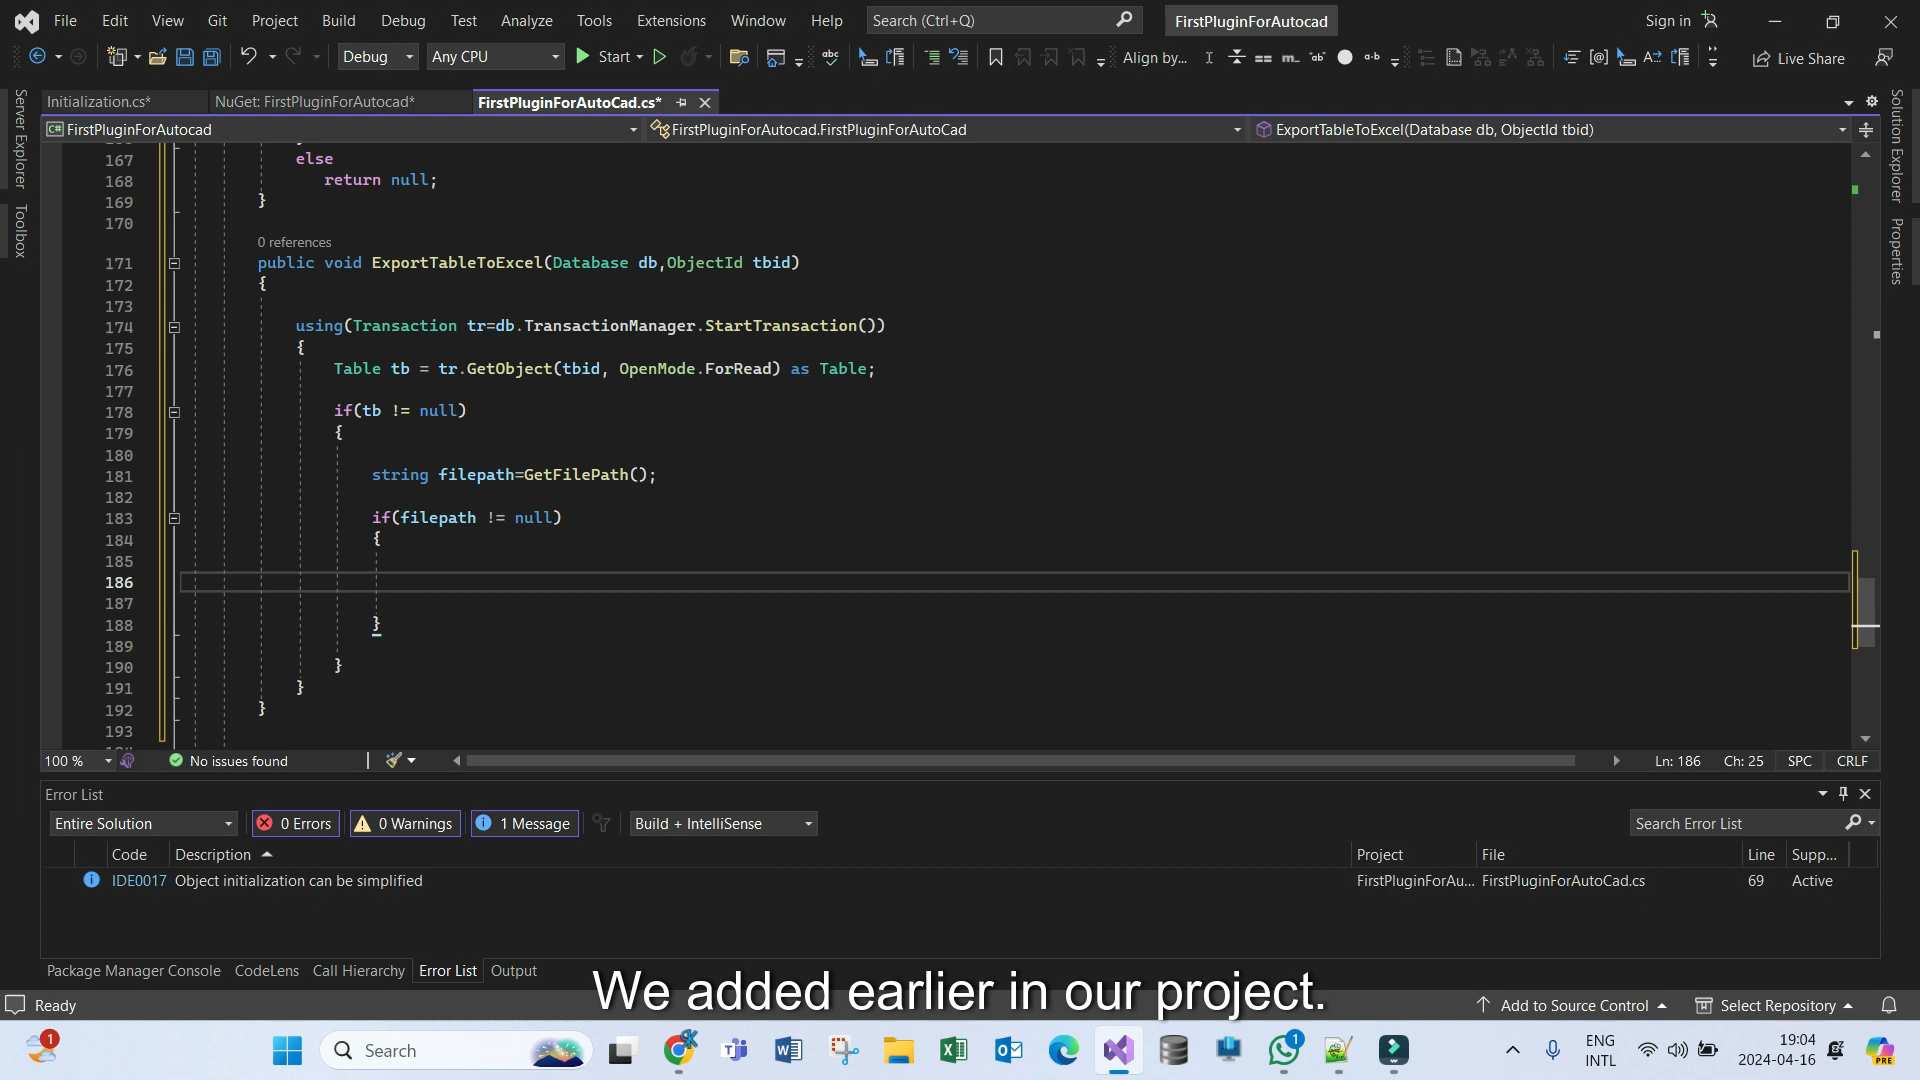 File Edit View Git Project Build Debug Test Analyze Tools Extensions Window Help Search (Ctrl+Q) FirstPluginForAutocad Sign in
Debug Any CPU Start Align by... Live Share
Server Explorer
Toolbox
Initialization.cs* NuGet: FirstPluginForAutocad* FirstPluginForAutoCad.cs*
FirstPluginForAutocad FirstPluginForAutocad.FirstPluginForAutoCad ExportTableToExcel(Database db, ObjectId tbid)
Solution Explorer
Properties
167 else
168 return null;
169 }
170
0 references
171 public void ExportTableToExcel(Database db,ObjectId tbid)
172 {
173
174 using(Transaction tr=db.TransactionManager.StartTransaction())
175 {
176 Table tb = tr.GetObject(tbid, OpenMode.ForRead) as Table;
177
178 if(tb != null)
179 {
180
181 string filepath=GetFilePath();
182
183 if(filepath != null)
184 {
185
186
187
188 }
189
190 }
191 }
192 }
193
100 % No issues found Ln: 186 Ch: 25 SPC CRLF
Error List
Entire Solution 0 Errors 0 Warnings 1 Message Build + IntelliSense Search Error List
Code Description Project File Line Supp...
IDE0017 Object initialization can be simplified FirstPluginForAu... FirstPluginForAutoCad.cs 69 Active
Package Manager Console CodeLens Call Hierarchy Error List Output
We added earlier in our project.
Ready Add to Source Control Select Repository
1 Search 1 ENG INTL 19:04 2024-04-16 PRE